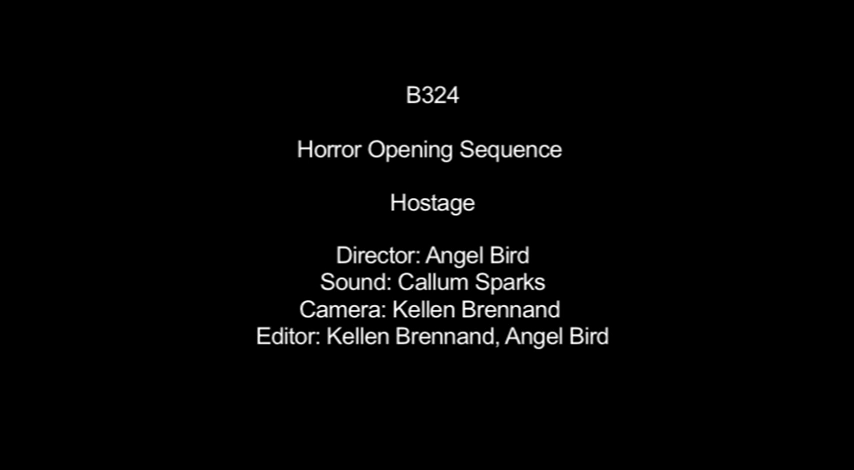 B324
Horror Opening Sequence
Hostage
Director: Angel Bird
Sound: Callum Sparks
Camera: Kellen Brennand
Editor: Kellen Brennand, Angel Bird